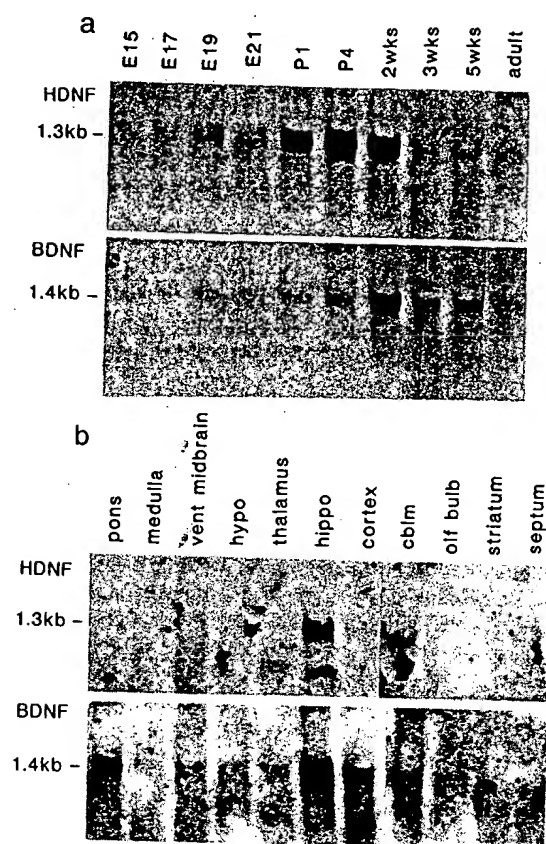 a
E15 E17 E19 E21 P1 P4 2wks 3wks 5wks adult
HDNF
1.3kb –
BDNF
1.4kb –
b
pons medulla vent midbrain hypo thalamus hippo cortex cblm olf bulb striatum septum
HDNF
1.3kb –
BDNF
1.4kb –